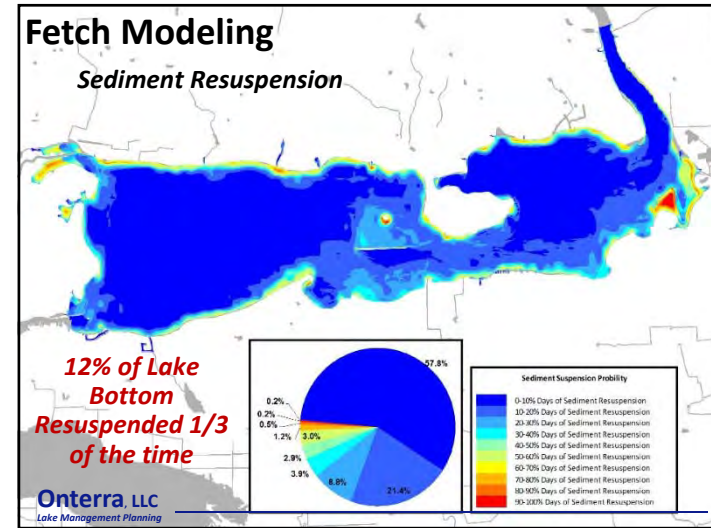 Fetch Modeling
Sediment Resuspension
12% of Lake
Bottom
Resuspended 1/3
of the time
57.8%
21.4%
8.8%
3.9%
2.9%
3.0%
1.2%
0.5%
0.2%
0.2%
Sediment Suspension Probility
0-10% Days of Sediment Resuspension
10-20% Days of Sediment Resuspension
20-30% Days of Sediment Resuspension
30-40% Days of Sediment Resuspension
40-50% Days of Sediment Resuspension
50-60% Days of Sediment Resuspension
60-70% Days of Sediment Resuspension
70-80% Days of Sediment Resuspension
80-90% Days of Sediment Resuspension
90-100% Days of Sediment Resuspension
Onterra, LLC
Lake Management Planning